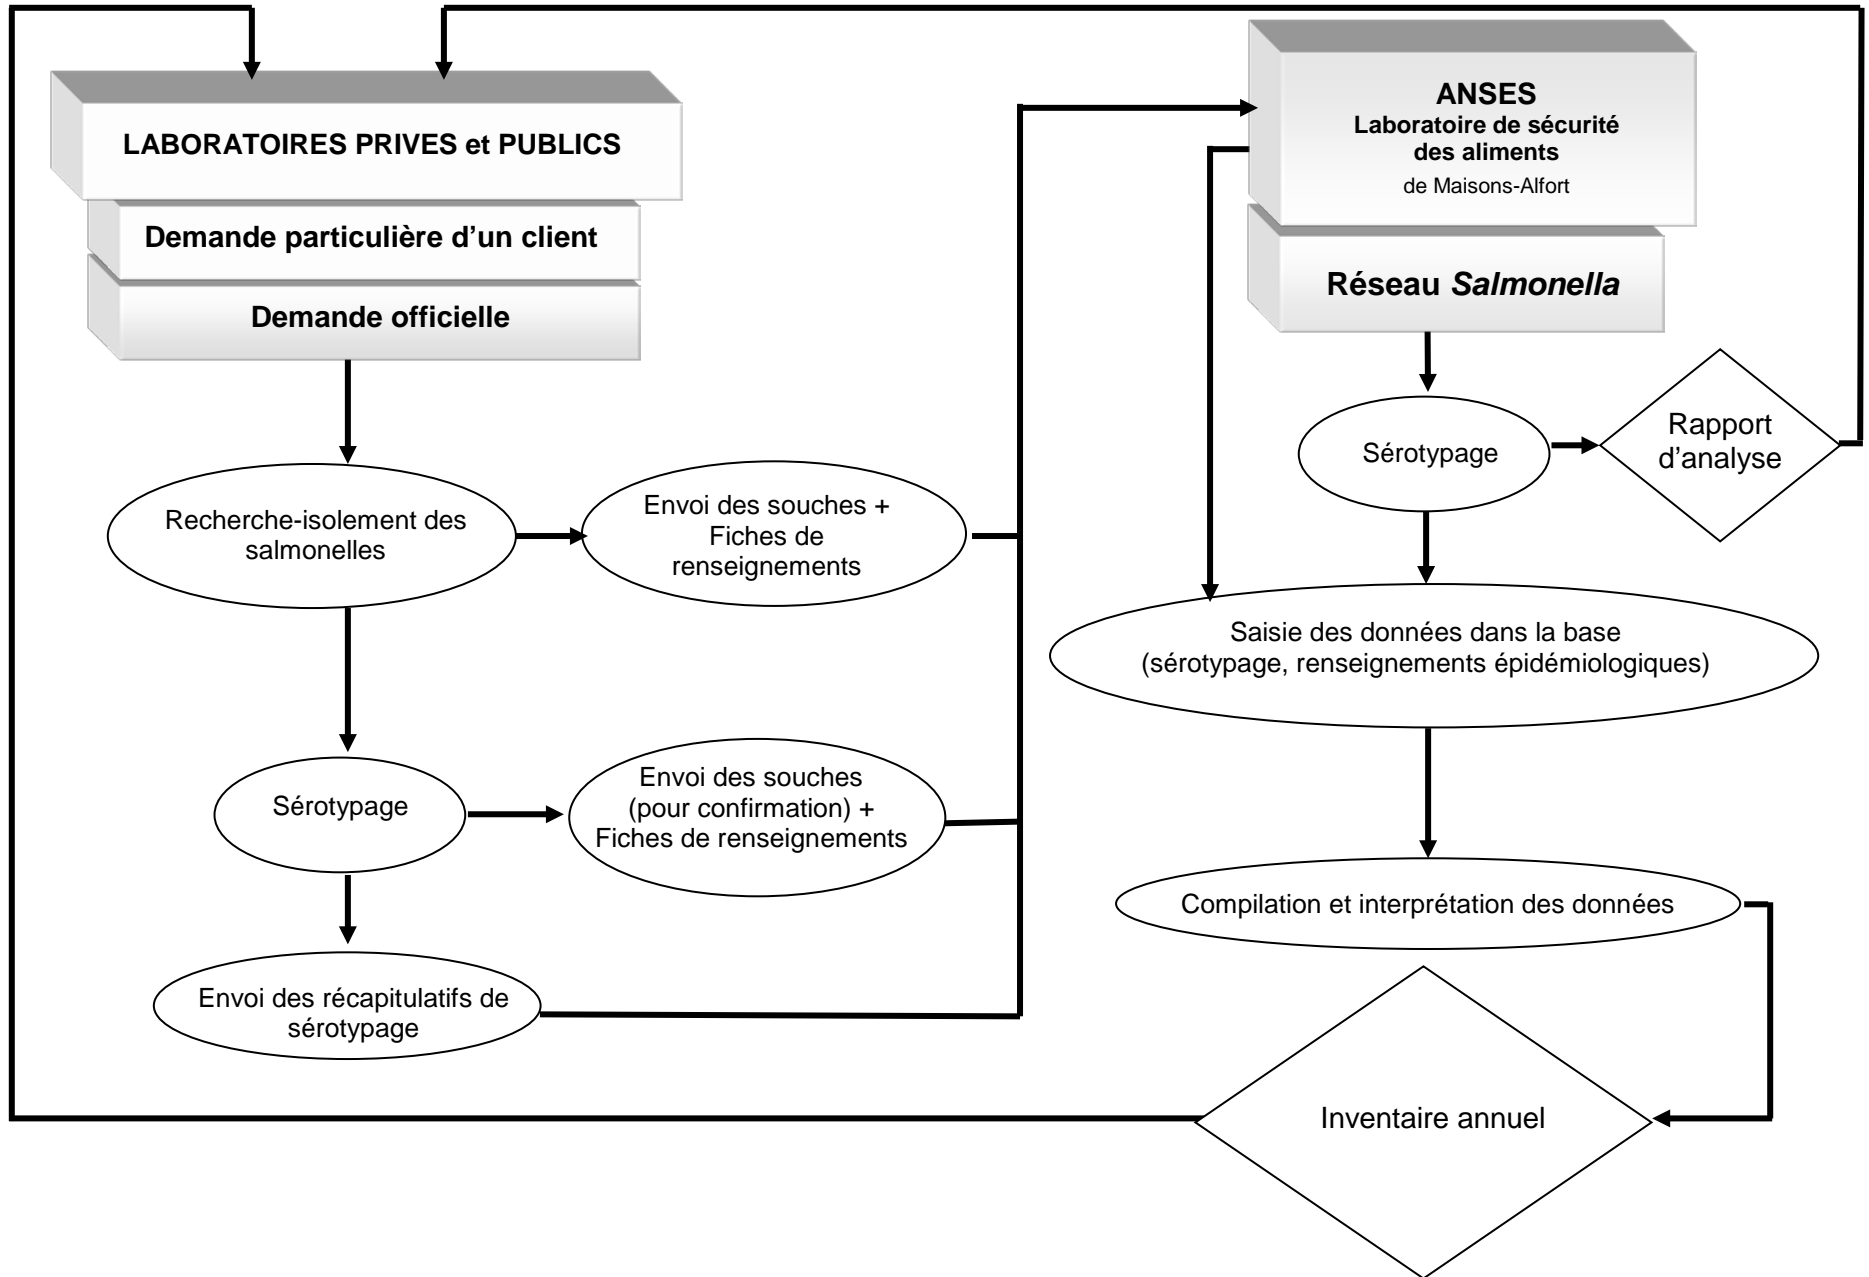 LABORATOIRES PRIVES et PUBLICS
Demande particulière d’un client
Demande officielle
Recherche-isolement des
salmonelles
Envoi des souches +
Fiches de
renseignements
Sérotypage
Envoi des souches
(pour confirmation) +
Fiches de renseignements
Envoi des récapitulatifs de
sérotypage
ANSES
Laboratoire de sécurité
des aliments
de Maisons-Alfort
Réseau Salmonella
Sérotypage
Rapport
d’analyse
Saisie des données dans la base
(sérotypage, renseignements épidémiologiques)
Compilation et interprétation des données
Inventaire annuel